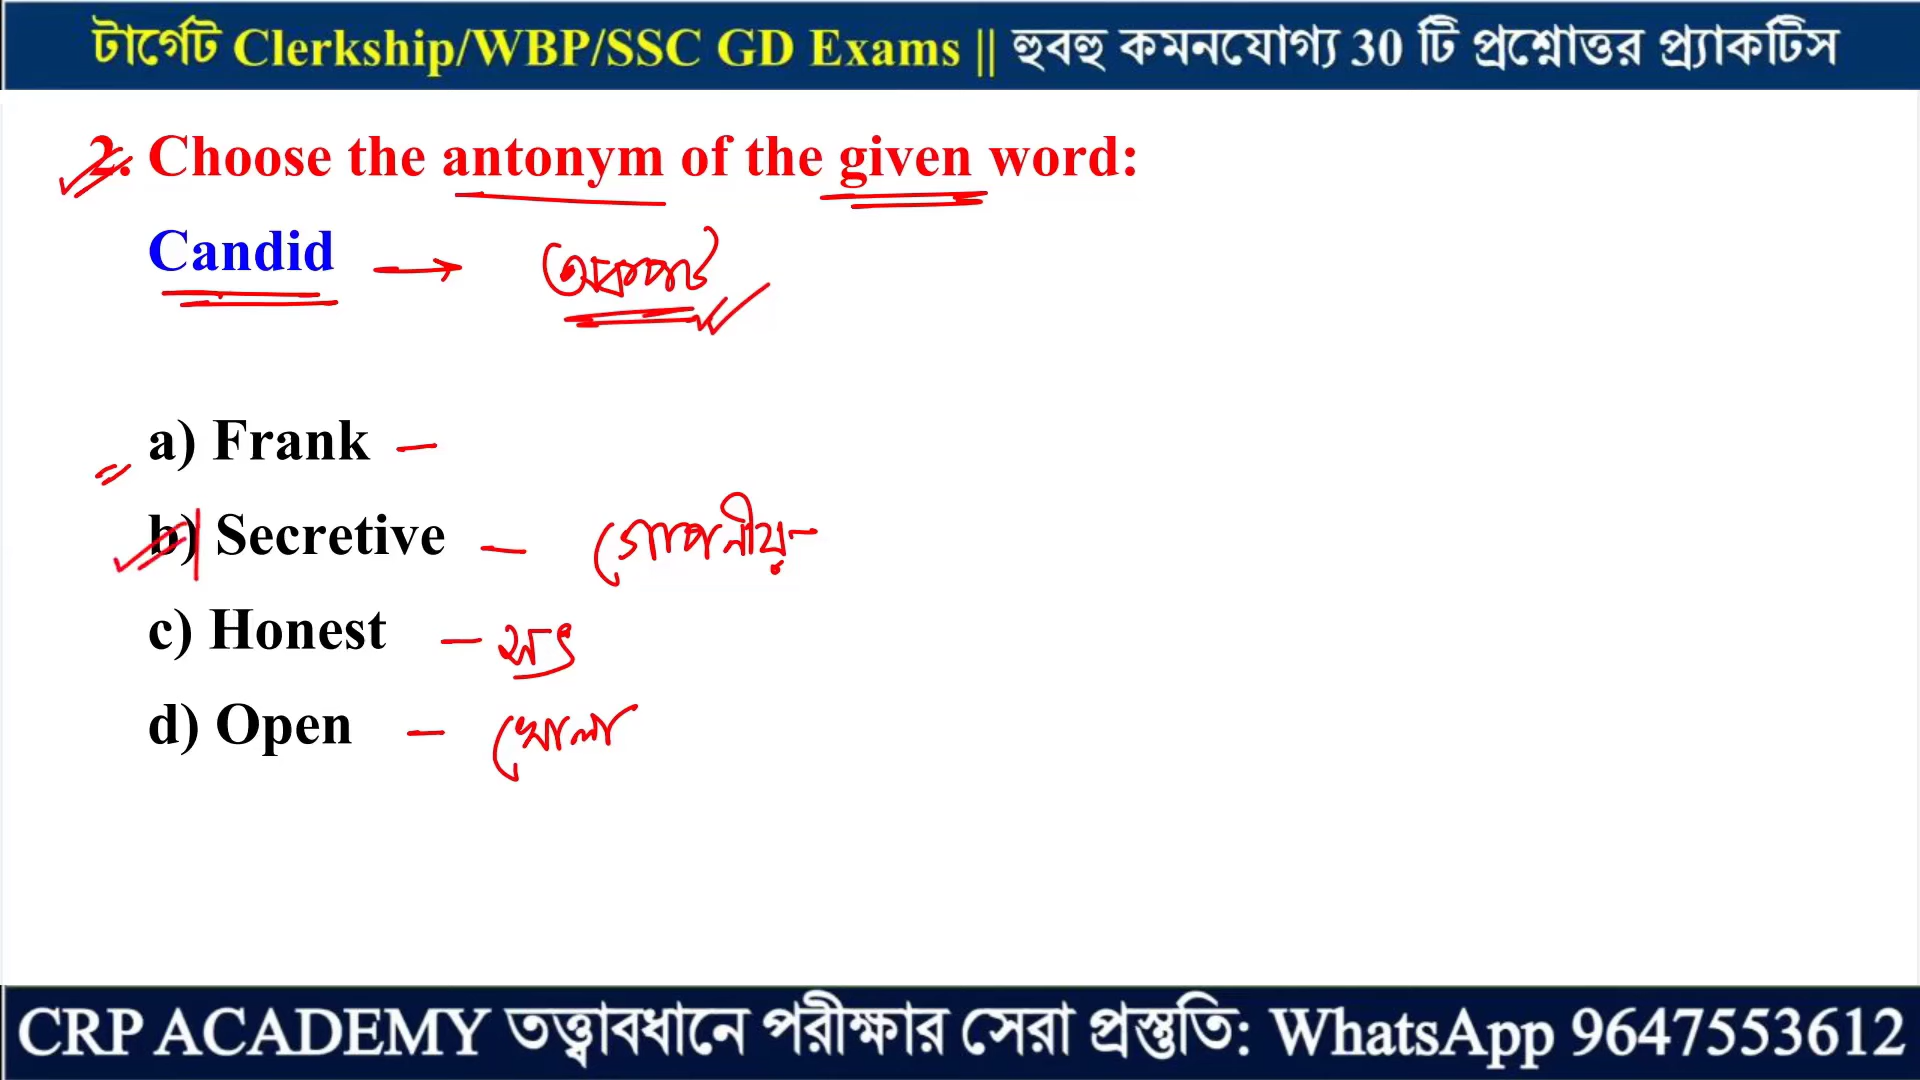 টার্গেট Clerkship/WBP/SSC GD Exams || হুবহু কমনযোগ্য 30 টি প্রশ্নোত্তর প্র্যাকটিস
2. Choose the antonym of the given word:
Candid → অকপট
a) Frank –
b) Secretive – গোপনীয়
c) Honest – সৎ
d) Open – খোলা
CRP ACADEMY তত্ত্বাবধানে পরীক্ষার সেরা প্রস্তুতি: WhatsApp 9647553612